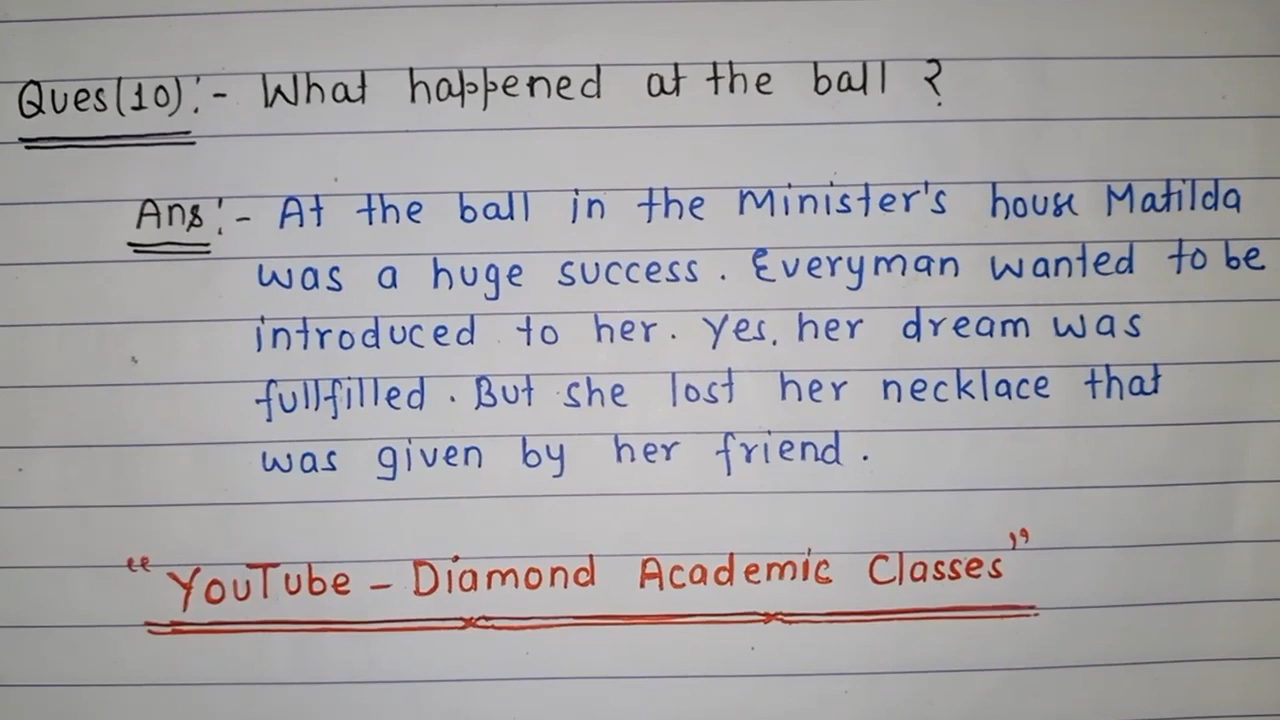 Ques(10):- What happened at the ball ?
Ans:- At the ball in the Minister's house Matilda
was a huge success. Everyman wanted to be
introduced to her. Yes, her dream was
fullfilled. But she lost her necklace that
was given by her friend.
"YouTube - Diamond Academic Classes"